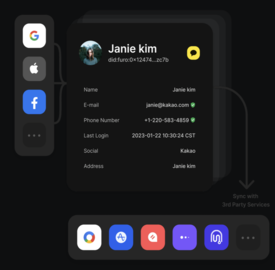 Janie kim
did:furo:0×12474...zc7b
Name Janie kim
E-mail janie@kakao.com
Phone Number +1-220-583-4859
Last Login 2023-01-22 10:30:24 CST
Social Kakao
Address Janie kim
Sync with
3rd Party Services